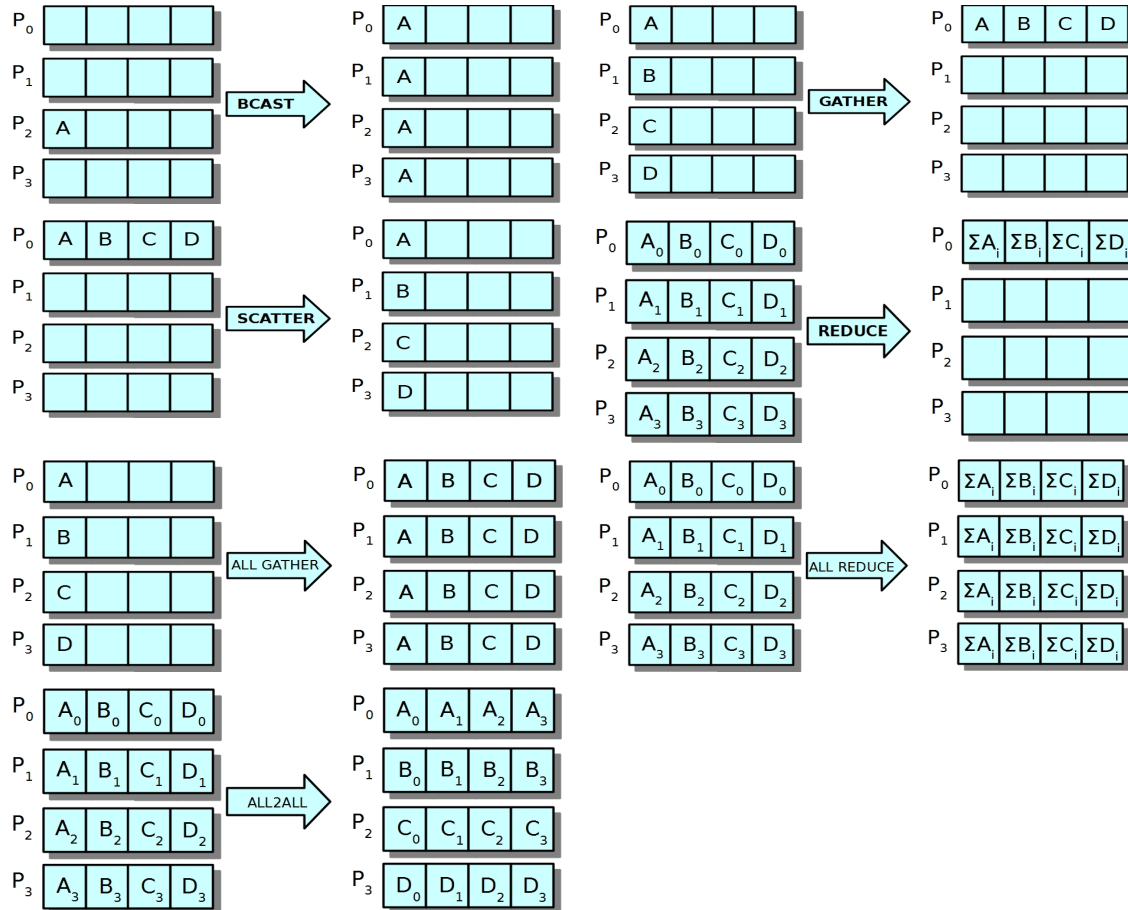 P0 P0 A P0 A P0 A B C D
P1 P1 A P1 B P1
BCAST GATHER
P2 A P2 A P2 C P2
P3 P3 A P3 D P3
P0 A B C D P0 A P0 A0 B0 C0 D0 P0 ΣAi ΣBi ΣCi ΣDi
P1 P1 B P1 A1 B1 C1 D1 P1
SCATTER REDUCE
P2 P2 C P2 A2 B2 C2 D2 P2
P3 P3 D P3 A3 B3 C3 D3 P3
P0 A P0 A B C D P0 A0 B0 C0 D0 P0 ΣAi ΣBi ΣCi ΣDi
P1 B P1 A B C D P1 A1 B1 C1 D1 P1 ΣAi ΣBi ΣCi ΣDi
ALL GATHER ALL REDUCE
P2 C P2 A B C D P2 A2 B2 C2 D2 P2 ΣAi ΣBi ΣCi ΣDi
P3 D P3 A B C D P3 A3 B3 C3 D3 P3 ΣAi ΣBi ΣCi ΣDi
P0 A0 B0 C0 D0 P0 A0 A1 A2 A3
P1 A1 B1 C1 D1 P1 B0 B1 B2 B3
ALL2ALL
P2 A2 B2 C2 D2 P2 C0 C1 C2 C3
P3 A3 B3 C3 D3 P3 D0 D1 D2 D3